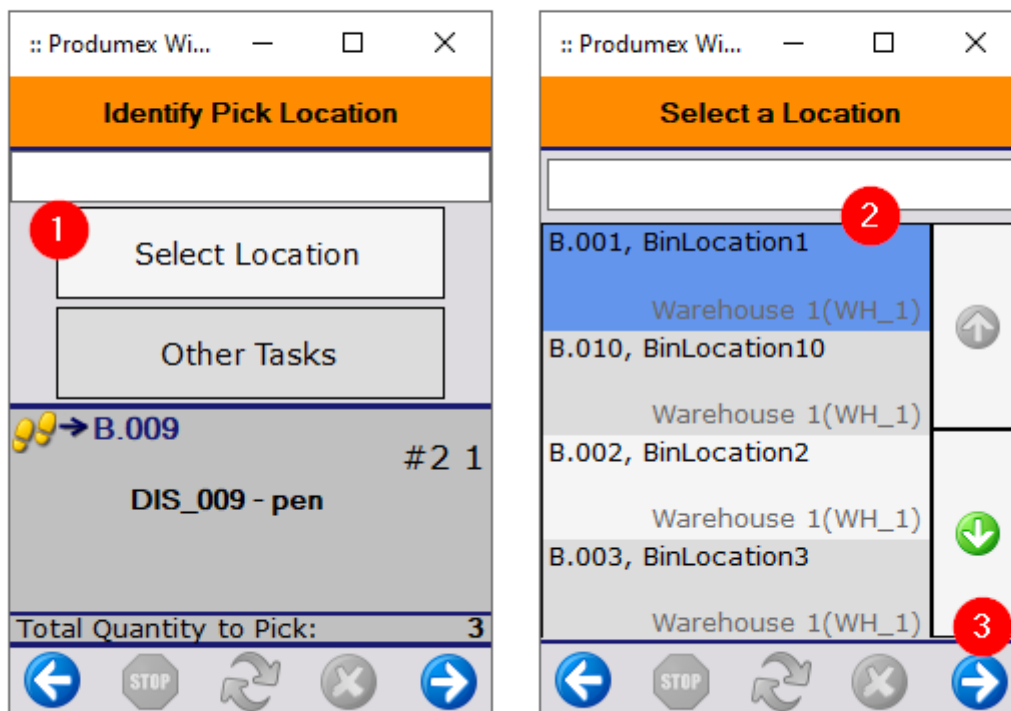 :: Produmex Wi...
Identify Pick Location
1
Select Location
Other Tasks
B.009
#2 1
DIS_009 - pen
Total Quantity to Pick: 3
STOP
:: Produmex Wi...
Select a Location
2
B.001, BinLocation1
Warehouse 1(WH_1)
B.010, BinLocation10
Warehouse 1(WH_1)
B.002, BinLocation2
Warehouse 1(WH_1)
B.003, BinLocation3
Warehouse 1(WH_1)
3
STOP